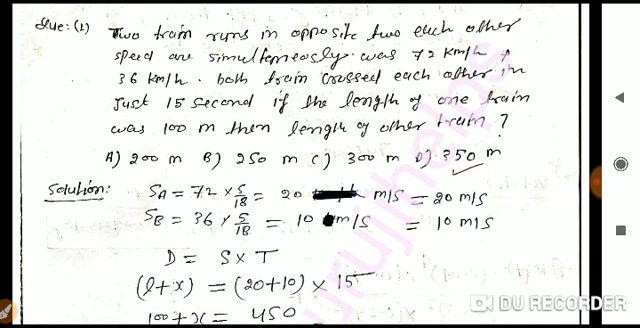 Que:(1) Two train runs in opposite two each other
speed are simultaneously was 72 km/h &
36 km/h. both train crossed each other in
just 15 second if the length of one train
was 100 m then length of other train?
A) 200 m B) 250 m C) 300 m D) 350 m
Solution:
SA = 72 × 5/18 = 20 m/s = 20 m/s
SB = 36 × 5/18 = 10 m/s = 10 m/s
D = S × T
(l+x) = (20+10) × 15
100 + x = 450
DU RECORDER